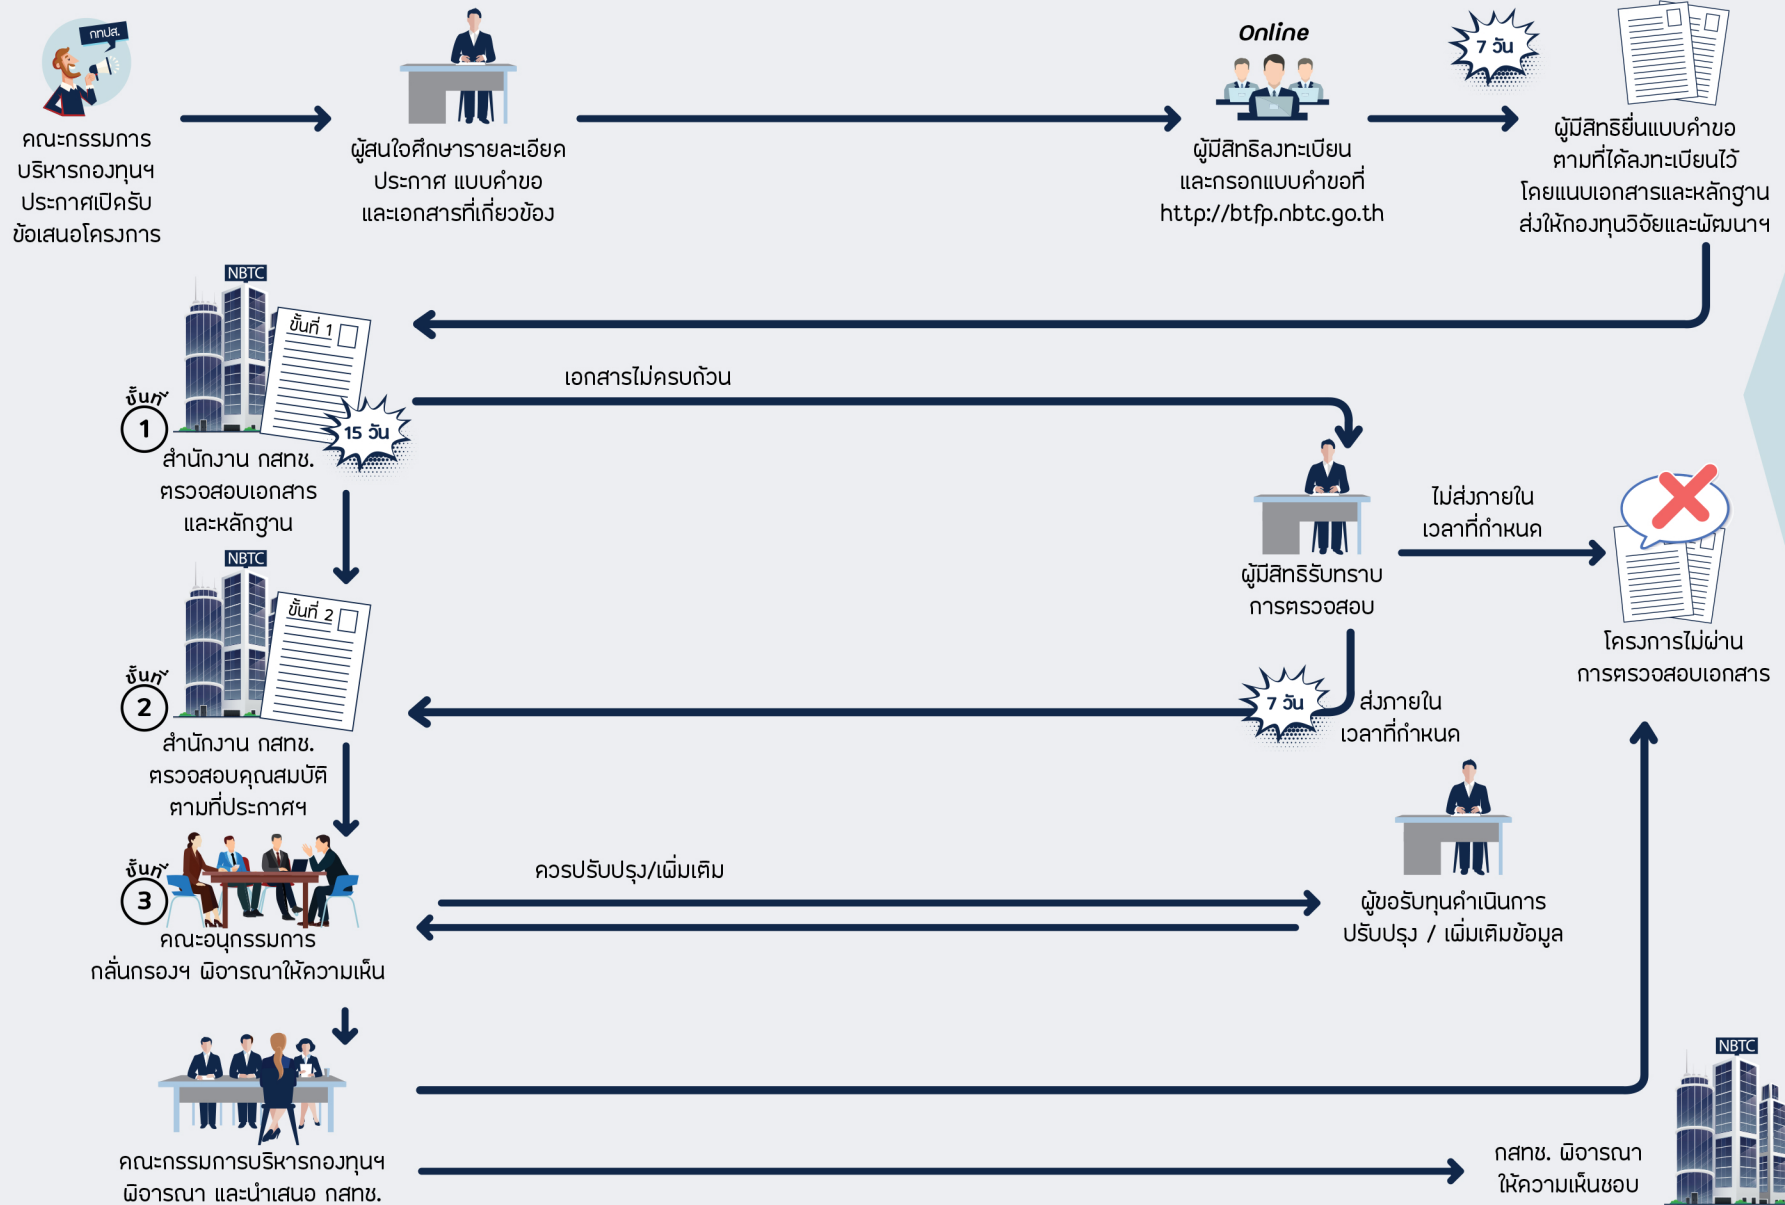 กทปส.
คณะกรรมการ
บริหารกองทุนฯ
ประกาศเปิดรับ
ข้อเสนอโครงการ
ผู้สนใจศึกษารายละเอียด
ประกาศ แบบคำขอ
และเอกสารที่เกี่ยวข้อง
Online
ผู้มีสิทธิลงทะเบียน
และกรอกแบบคำขอที่
http://btfp.nbtc.go.th
7 วัน
ผู้มีสิทธิยื่นแบบคำขอ
ตามที่ได้ลงทะเบียนไว้
โดยแนบเอกสารและหลักฐาน
ส่งให้กองทุนวิจัยและพัฒนาฯ
NBTC
ขั้นที่ 1
ชั้นที่
1
15 วัน
สำนักงาน กสทช.
ตรวจสอบเอกสาร
และหลักฐาน
เอกสารไม่ครบถ้วน
ผู้มีสิทธิรับทราบ
การตรวจสอบ
ไม่ส่งภายใน
เวลาที่กำหนด
โครงการไม่ผ่าน
การตรวจสอบเอกสาร
7 วัน
ส่งภายใน
เวลาที่กำหนด
NBTC
ขั้นที่ 2
ชั้นที่
2
สำนักงาน กสทช.
ตรวจสอบคุณสมบัติ
ตามที่ประกาศฯ
ชั้นที่
3
คณะอนุกรรมการ
กลั่นกรองฯ พิจารณาให้ความเห็น
ควรปรับปรุง/เพิ่มเติม
ผู้ขอรับทุนดำเนินการ
ปรับปรุง / เพิ่มเติมข้อมูล
คณะกรรมการบริหารกองทุนฯ
พิจารณา และนำเสนอ กสทช.
NBTC
กสทช. พิจารณา
ให้ความเห็นชอบ